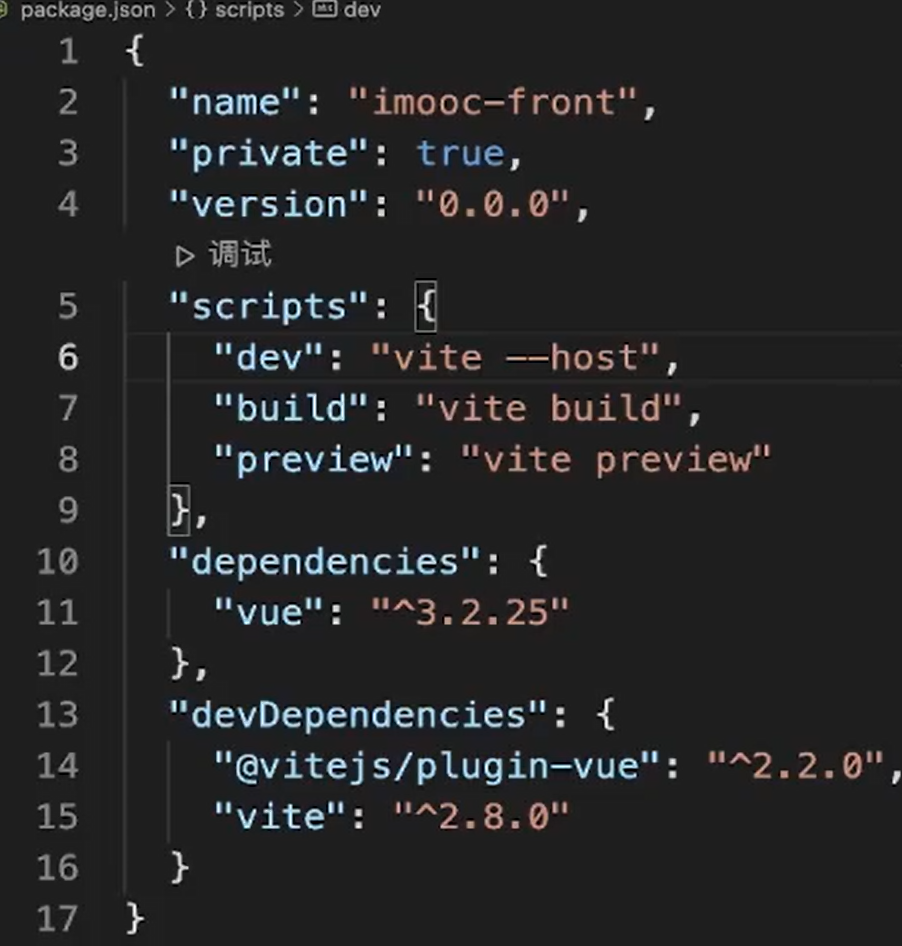 package.json > {} scripts > dev
1 {
2   "name": "imooc-front",
3   "private": true,
4   "version": "0.0.0",
▷ 调试
5   "scripts": {
6     "dev": "vite --host",
7     "build": "vite build",
8     "preview": "vite preview"
9   },
10   "dependencies": {
11     "vue": "^3.2.25"
12   },
13   "devDependencies": {
14     "@vitejs/plugin-vue": "^2.2.0",
15     "vite": "^2.8.0"
16   }
17 }